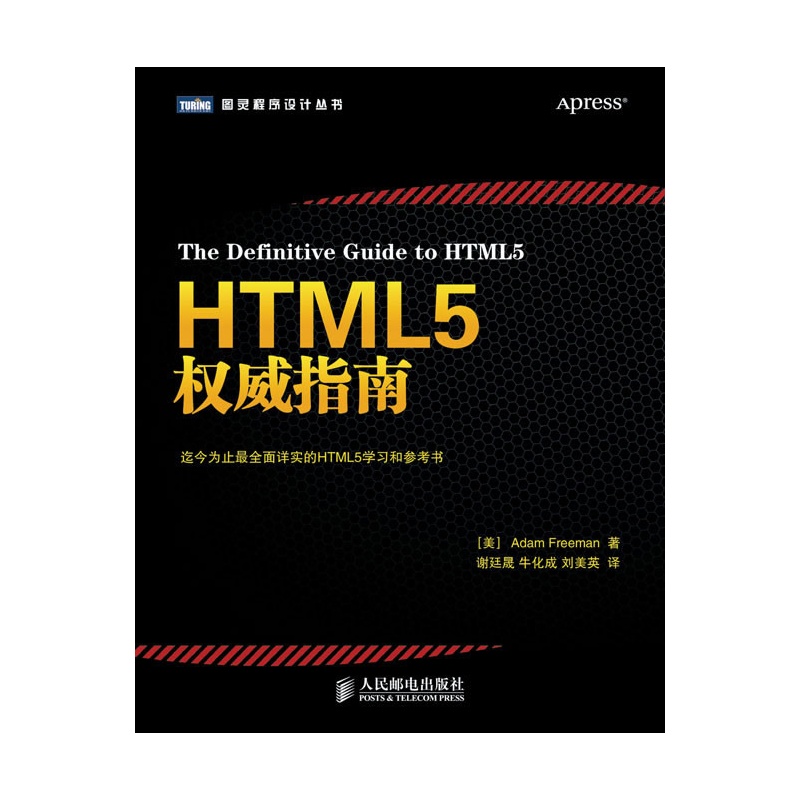 TURING 图灵程序设计丛书
Apress®
The Definitive Guide to HTML5
HTML5
权威指南
迄今为止最全面详实的HTML5学习和参考书
[美] Adam Freeman 著
谢廷晟 牛化成 刘美英 译
人民邮电出版社
POSTS & TELECOM PRESS